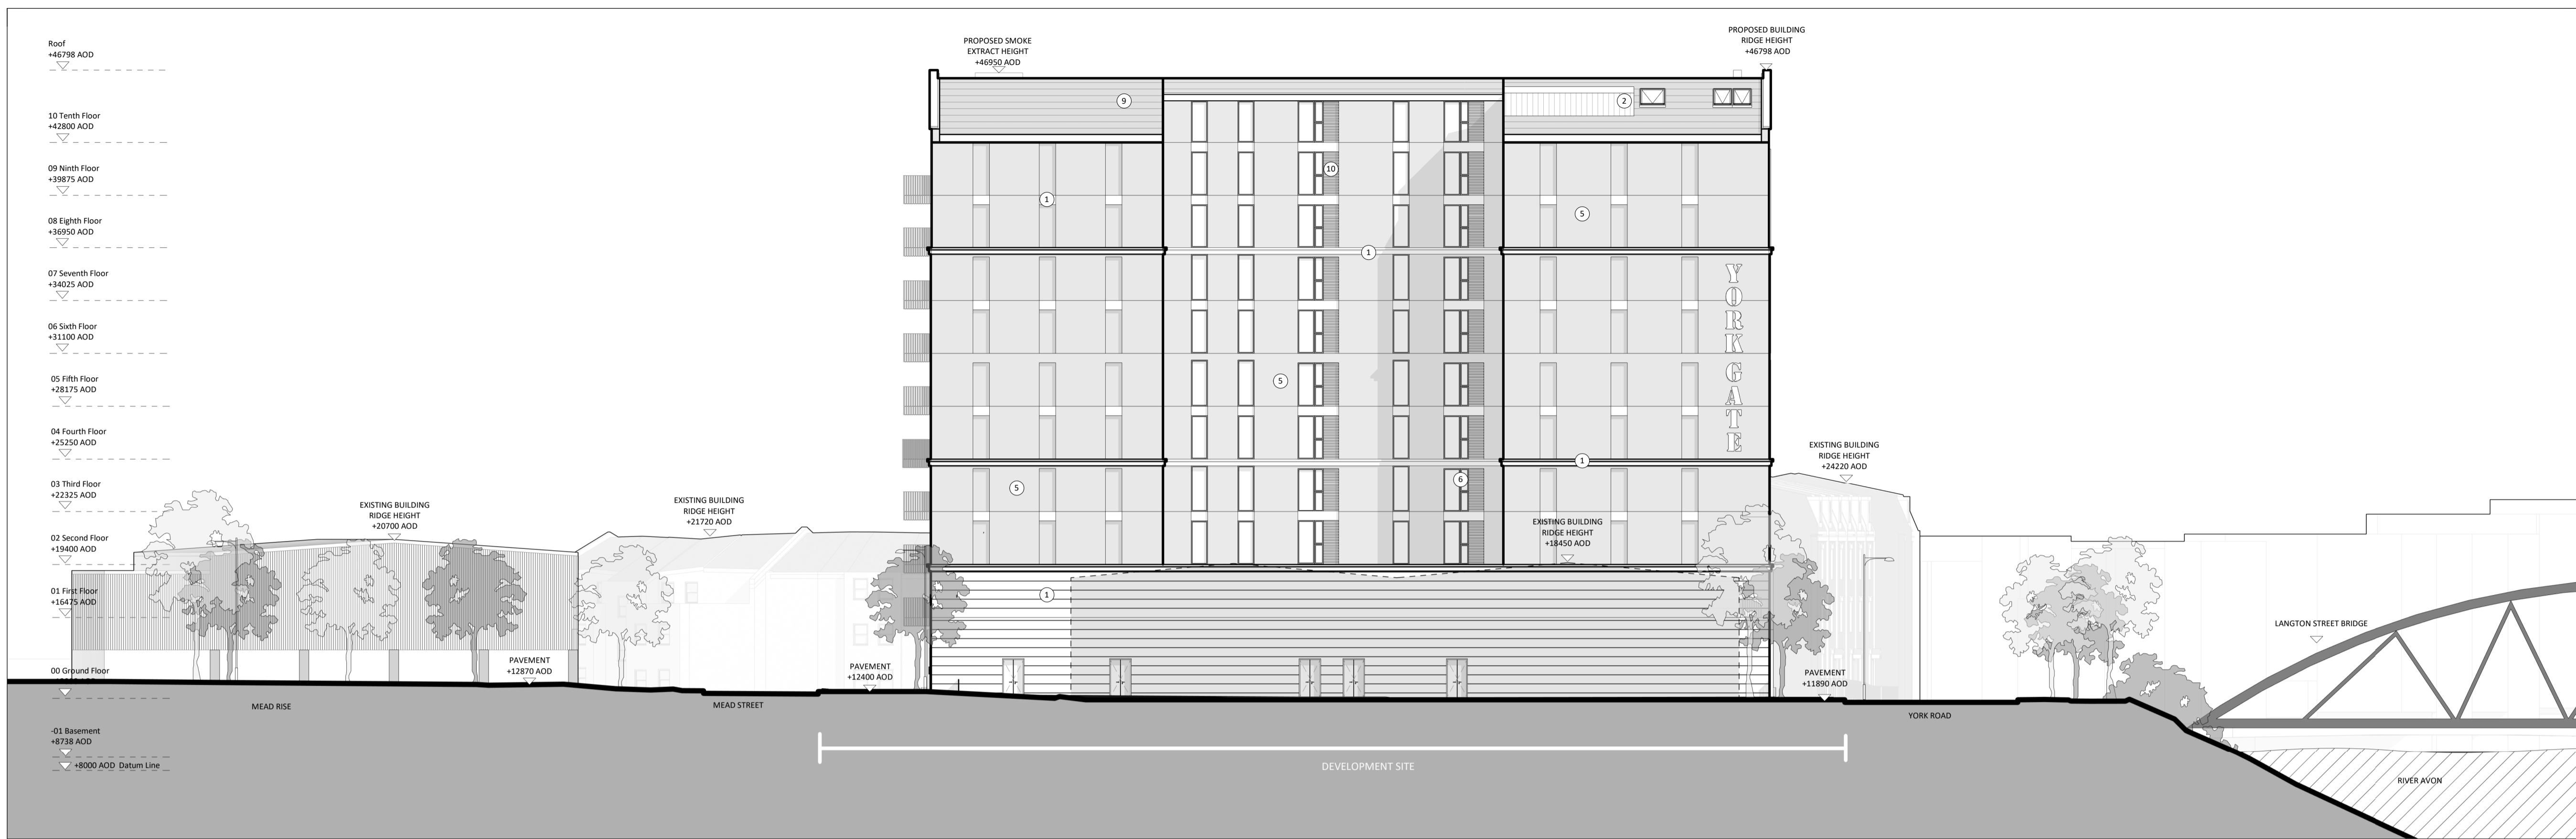 Roof
+46798 AOD
10 Tenth Floor
+42800 AOD
09 Ninth Floor
+39875 AOD
08 Eighth Floor
+36950 AOD
07 Seventh Floor
+34025 AOD
06 Sixth Floor
+31100 AOD
05 Fifth Floor
+28175 AOD
04 Fourth Floor
+25250 AOD
03 Third Floor
+22325 AOD
02 Second Floor
+19400 AOD
01 First Floor
+16475 AOD
00 Ground Floor
-01 Basement
+8738 AOD
+8000 AOD Datum Line
PROPOSED SMOKE
EXTRACT HEIGHT
+46950 AOD
PROPOSED BUILDING
RIDGE HEIGHT
+46798 AOD
9
2
10
1
5
1
5
1
5
6
1
YORK GATE
EXISTING BUILDING
RIDGE HEIGHT
+20700 AOD
EXISTING BUILDING
RIDGE HEIGHT
+21720 AOD
EXISTING BUILDING
RIDGE HEIGHT
+18450 AOD
EXISTING BUILDING
RIDGE HEIGHT
+24220 AOD
PAVEMENT
+12870 AOD
PAVEMENT
+12400 AOD
PAVEMENT
+11890 AOD
LANGTON STREET BRIDGE
MEAD RISE
MEAD STREET
YORK ROAD
DEVELOPMENT SITE
RIVER AVON